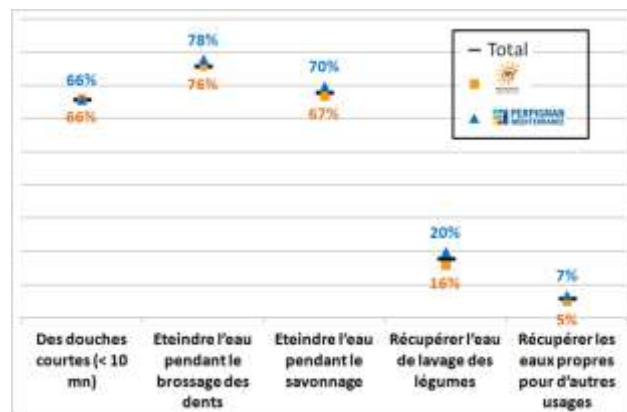 78%
66%
70%
76%
66%
67%
Total
PERPIGNAN
MÉDITERRANÉE
20%
16%
7%
5%
Des douches
courtes (< 10
mn)
Eteindre l'eau
pendant le
brossage des
dents
Eteindre l'eau
pendant le
savonnage
Récupérer l'eau
de lavage des
légumes
Récupérer les
eaux propres
pour d'autres
usages